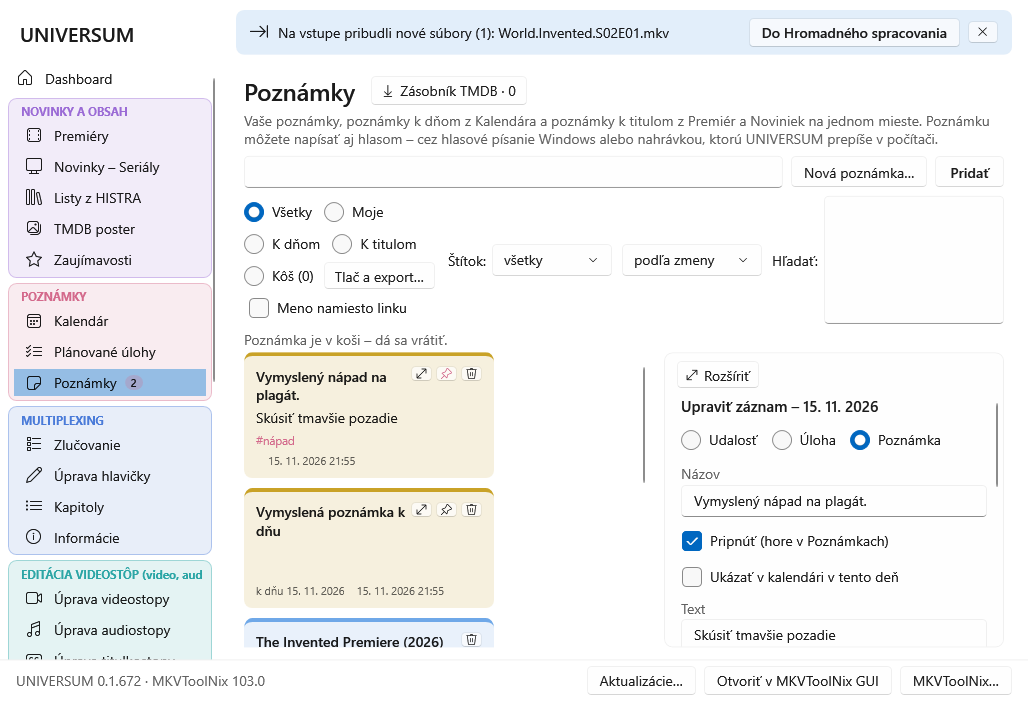 UNIVERSUM
Na vstupe pribudli nové súbory (1): World.Invented.S02E01.mkv
Do Hromadného spracovania
Dashboard
NOVINKY A OBSAH
Premiéry
Novinky – Seriály
Listy z HISTRA
TMDB poster
Zaujímavosti
POZNÁMKY
Kalendár
Plánované úlohy
Poznámky 2
MULTIPLEXING
Zlučovanie
Úprava hlavičky
Kapitoly
Informácie
EDITÁCIA VIDEOSTÔP (video, aud
Úprava videostopy
Úprava audiostopy
Poznámky
Zásobník TMDB · 0
Vaše poznámky, poznámky k dňom z Kalendára a poznámky k titulom z Premiér a Noviniek na jednom mieste. Poznámku
môžete napísať aj hlasom – cez hlasové písanie Windows alebo nahrávkou, ktorú UNIVERSUM prepíše v počítači.
Nová poznámka...
Pridať
Všetky
Moje
K dňom
K titulom
Kôš (0)
Tlač a export...
Meno namiesto linku
Štítok:
všetky
podľa zmeny
Hľadať:
Poznámka je v koši – dá sa vrátiť.
Vymyslený nápad na
plagát.
Skúsiť tmavšie pozadie
#nápad
15. 11. 2026 21:55
Vymyslená poznámka k
dňu
k dňu 15. 11. 2026 15. 11. 2026 21:55
The Invented Premiere (2026)
Rozšíriť
Upraviť záznam – 15. 11. 2026
Udalosť
Úloha
Poznámka
Názov
Vymyslený nápad na plagát.
Pripnúť (hore v Poznámkach)
Ukázať v kalendári v tento deň
Text
Skúsiť tmavšie pozadie
UNIVERSUM 0.1.672 · MKVToolNix 103.0
Aktualizácie...
Otvoriť v MKVToolNix GUI
MKVToolNix...